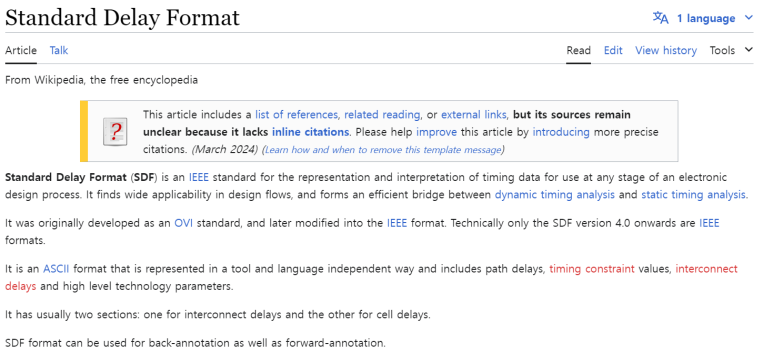 Standard Delay Format
1 language
Article Talk Read Edit View history Tools
From Wikipedia, the free encyclopedia
This article includes a list of references, related reading, or external links, but its sources remain
unclear because it lacks inline citations. Please help improve this article by introducing more precise
citations. (March 2024) (Learn how and when to remove this template message)
Standard Delay Format (SDF) is an IEEE standard for the representation and interpretation of timing data for use at any stage of an electronic
design process. It finds wide applicability in design flows, and forms an efficient bridge between dynamic timing analysis and static timing analysis.
It was originally developed as an OVI standard, and later modified into the IEEE format. Technically only the SDF version 4.0 onwards are IEEE
formats.
It is an ASCII format that is represented in a tool and language independent way and includes path delays, timing constraint values, interconnect
delays and high level technology parameters.
It has usually two sections: one for interconnect delays and the other for cell delays.
SDF format can be used for back-annotation as well as forward-annotation.